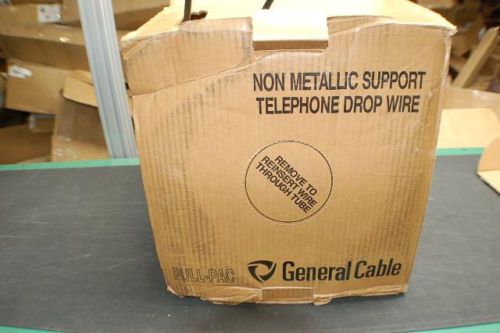 NON METALLIC SUPPORT
TELEPHONE DROP WIRE
REMOVE TO
REINSERT WIRE
THROUGH TUBE
PULL-PAC
General Cable